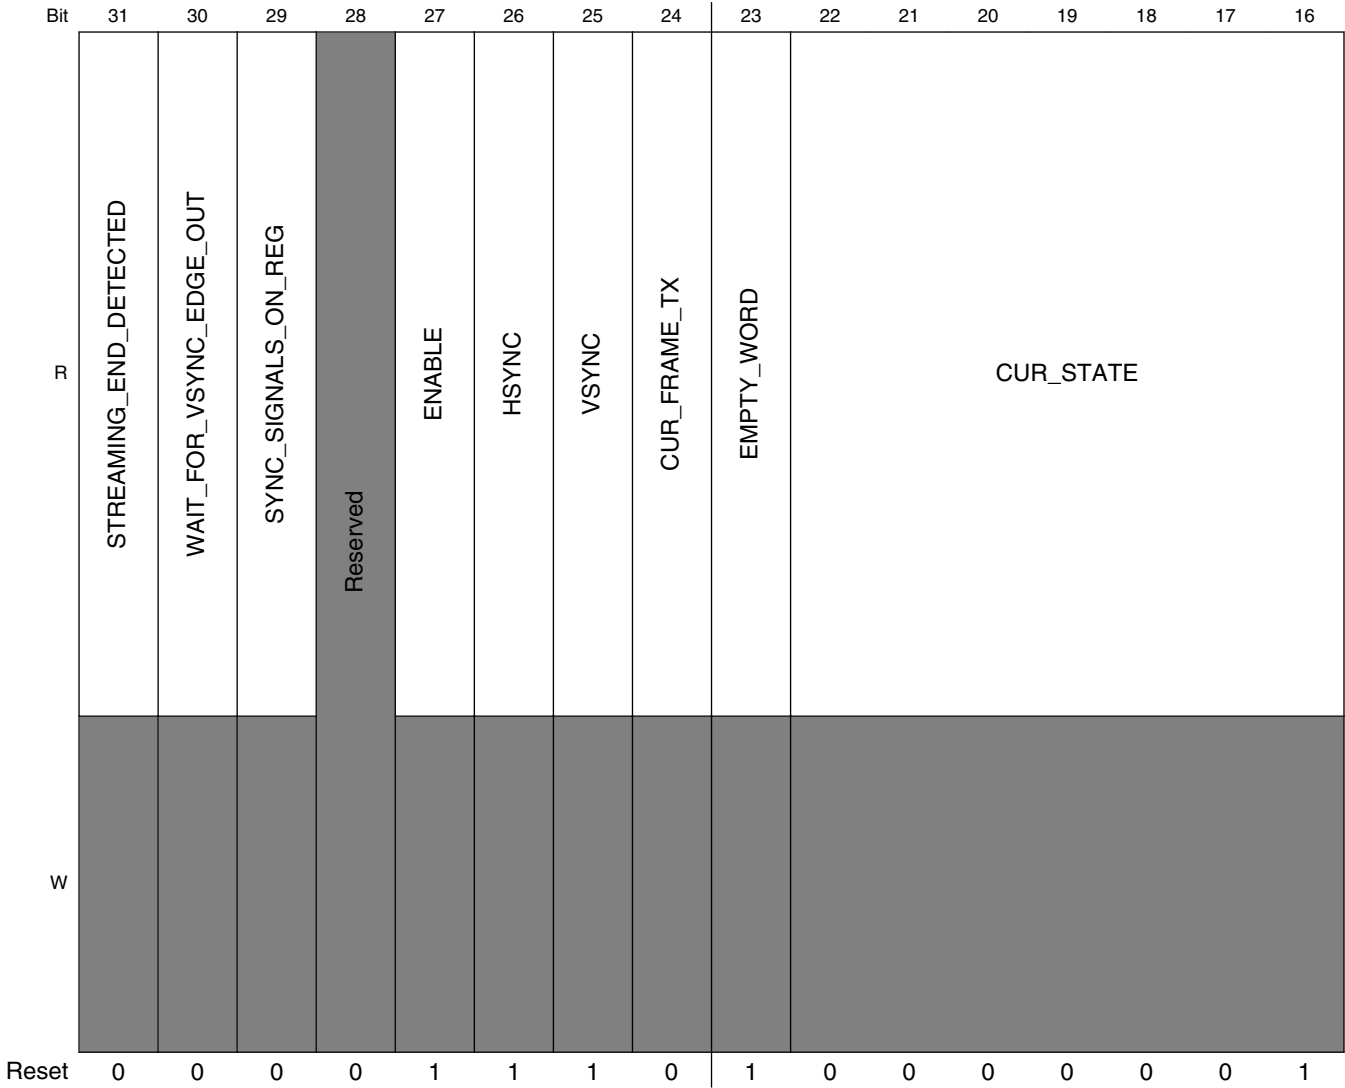 Bit 31 30 29 28 27 26 25 24 23 22 21 20 19 18 17 16
R
STREAMING_END_DETECTED
WAIT_FOR_VSYNC_EDGE_OUT
SYNC_SIGNALS_ON_REG
Reserved
ENABLE
HSYNC
VSYNC
CUR_FRAME_TX
EMPTY_WORD
CUR_STATE
W
Reset 0 0 0 0 1 1 1 0 1 0 0 0 0 0 0 1